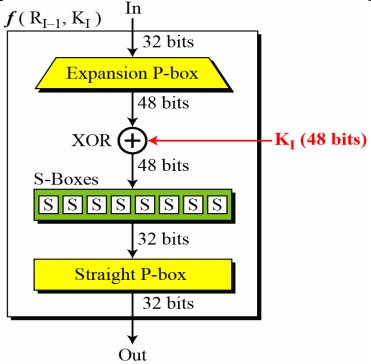 In
f ( R_I–1, K_I )
32 bits
Expansion P-box
48 bits
XOR +
K_I (48 bits)
48 bits
S-Boxes
S S S S S S S S
32 bits
Straight P-box
32 bits
Out